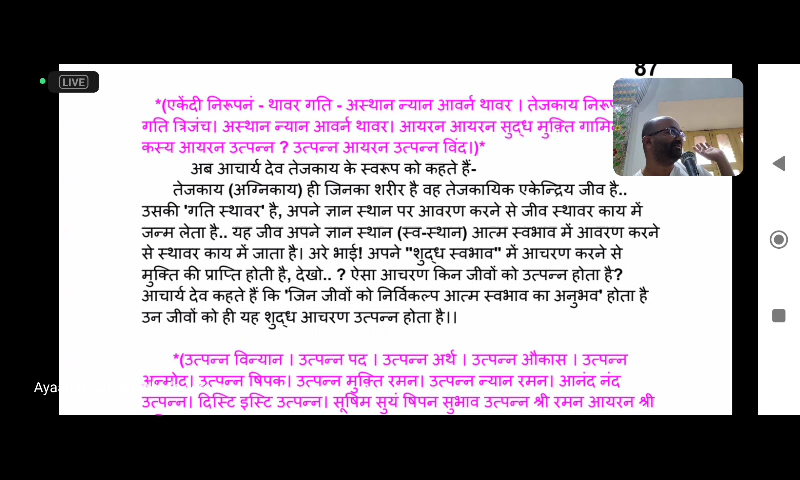 87
LIVE
*(एकेंदी निरूपनं - थावर गति - अस्थान न्यान आवर्न थावर । तेजकाय
गति त्रिजंच। अस्थान न्यान आवर्न थावर। आयरन आयरन सुद्ध मुक्ति
कस्य आयरन उत्पन्न ? उत्पन्न आयरन उत्पन्न विंद।)*
अब आचार्य देव तेजकाय के स्वरूप को कहते हैं-
तेजकाय (अग्निकाय) ही जिनका शरीर है वह तेजकायिक एकेन्द्रिय जीव है..
उसकी 'गति स्थावर' है, अपने ज्ञान स्थान पर आवरण करने से जीव स्थावर काय में
जन्म लेता है.. यह जीव अपने ज्ञान स्थान (स्व-स्थान) आत्म स्वभाव में आवरण करने
से स्थावर काय में जाता है। अरे भाई! अपने "शुद्ध स्वभाव" में आचरण करने से
मुक्ति की प्राप्ति होती है, देखो.. ? ऐसा आचरण किन जीवों को उत्पन्न होता है?
आचार्य देव कहते हैं कि 'जिन जीवों को निर्विकल्प आत्म स्वभाव का अनुभव' होता है
उन जीवों को ही यह शुद्ध आचरण उत्पन्न होता है।।
*(उत्पन्न विन्यान । उत्पन्न पद । उत्पन्न अर्थ । उत्पन्न औकास । उत्पन्न
अन्मोद। उत्पन्न षिपक। उत्पन्न मुक्ति रमन। उत्पन्न न्यान रमन। आनंद नंद
उत्पन्न। दिस्टि इस्टि उत्पन्न। सूषिम सुयं षिपन सुभाव उत्पन्न श्री रमन आयरन श्री